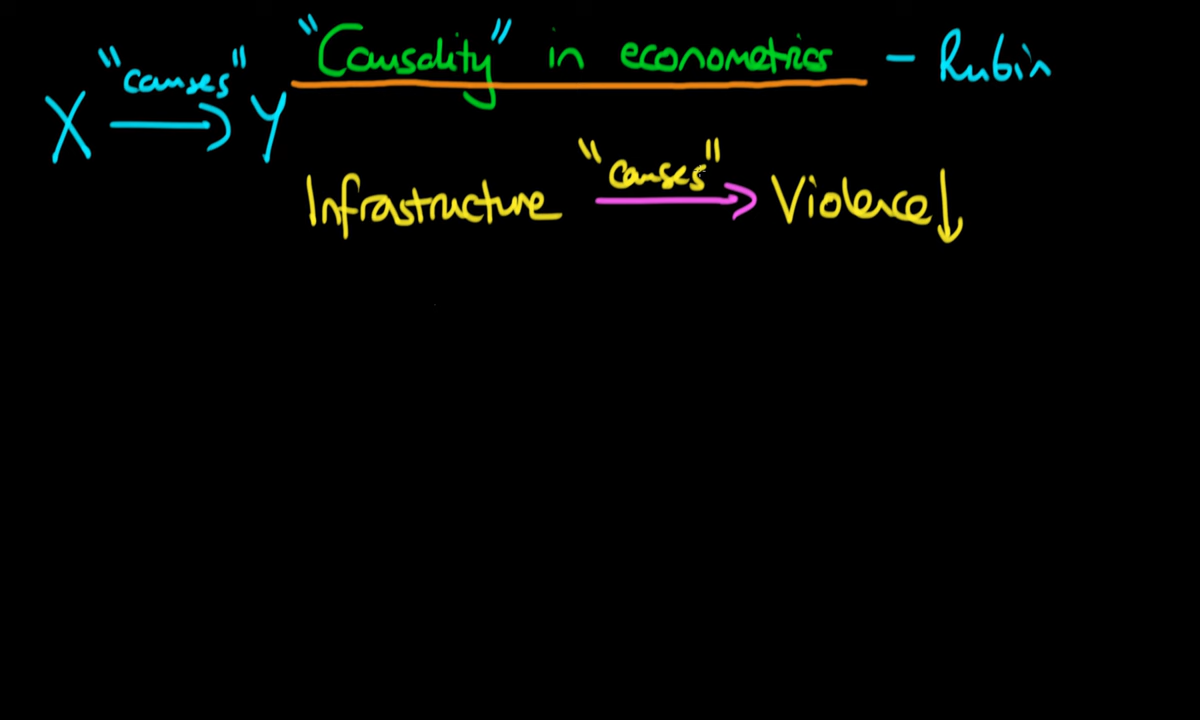 "Causality" in econometrics - Rubin
X "causes" → Y
Infrastructure "causes" → Violence ↓